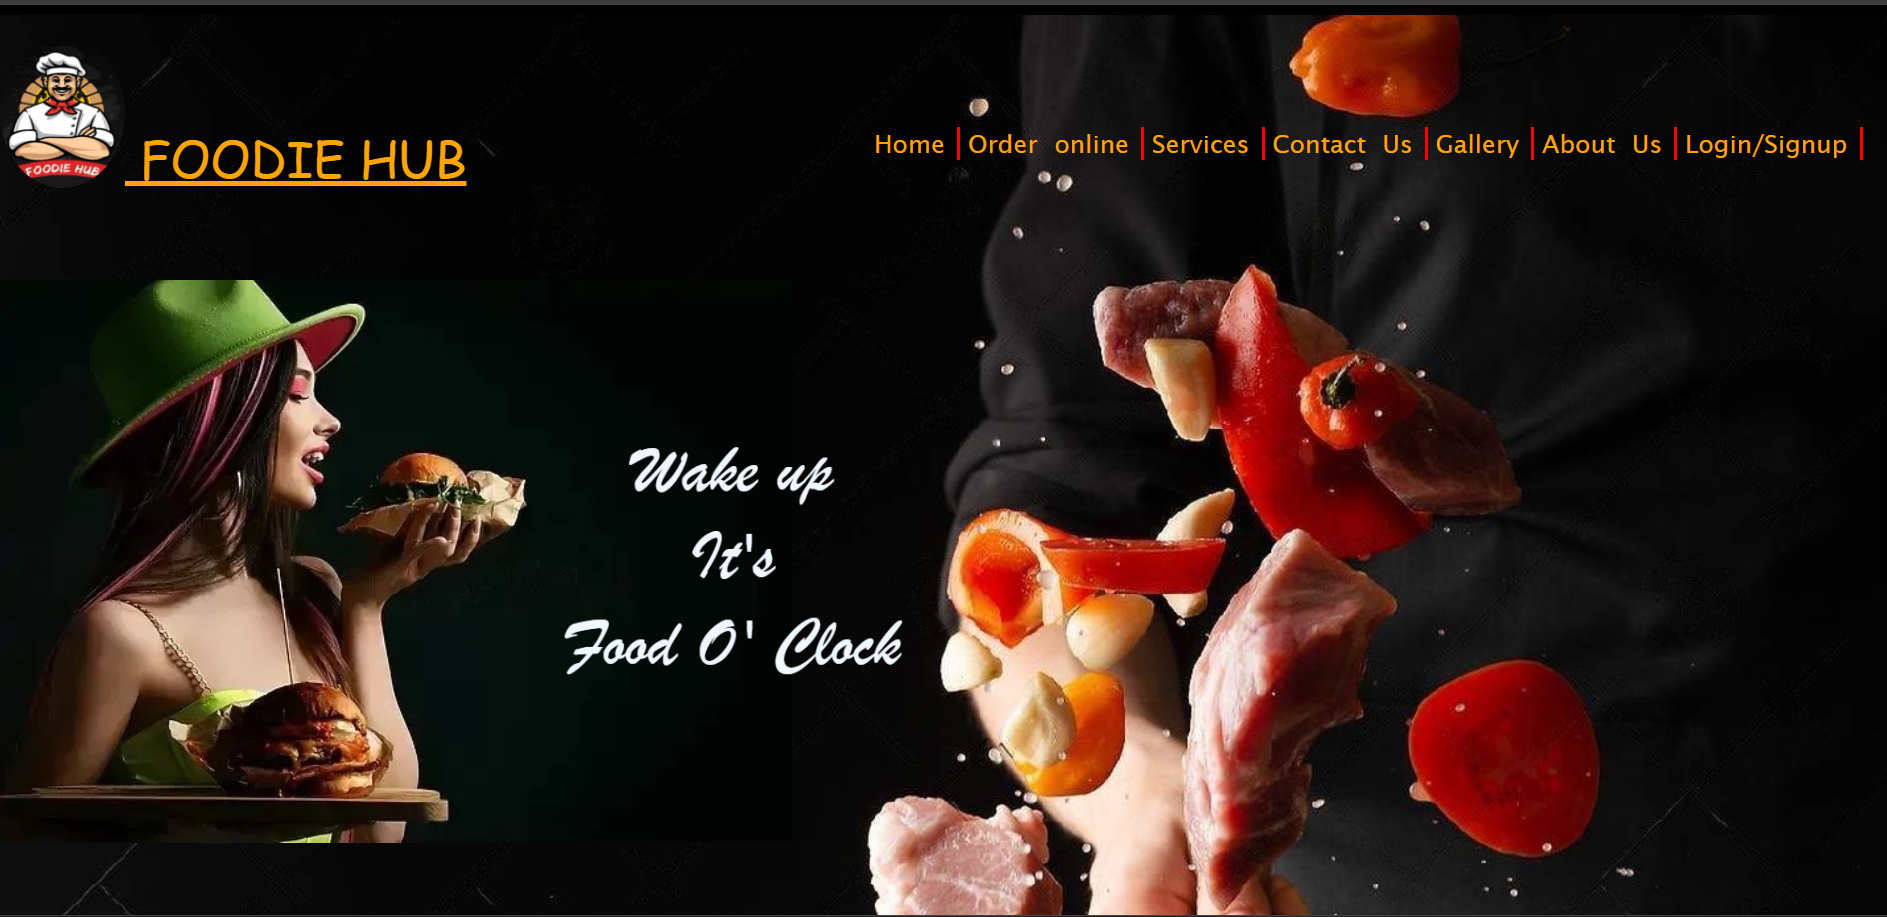 FOODIE HUB
FOODIE HUB
Home | Order online | Services | Contact Us | Gallery | About Us | Login/Signup |
Wake up
It's
Food O' Clock